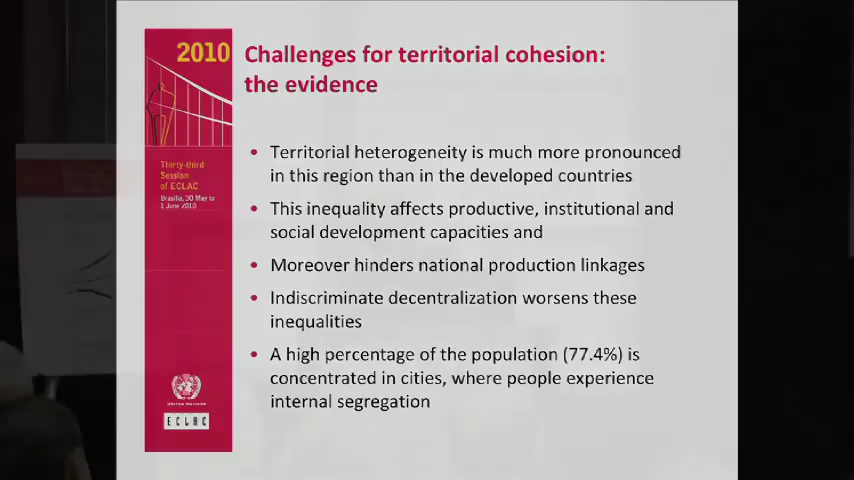 2010
Challenges for territorial cohesion:
the evidence
Thirty-third
Session
of ECLAC
Brasilia, 30 May to
1 June 2010
• Territorial heterogeneity is much more pronounced
in this region than in the developed countries
• This inequality affects productive, institutional and
social development capacities and
• Moreover hinders national production linkages
• Indiscriminate decentralization worsens these
inequalities
• A high percentage of the population (77.4%) is
concentrated in cities, where people experience
internal segregation
ECLAC